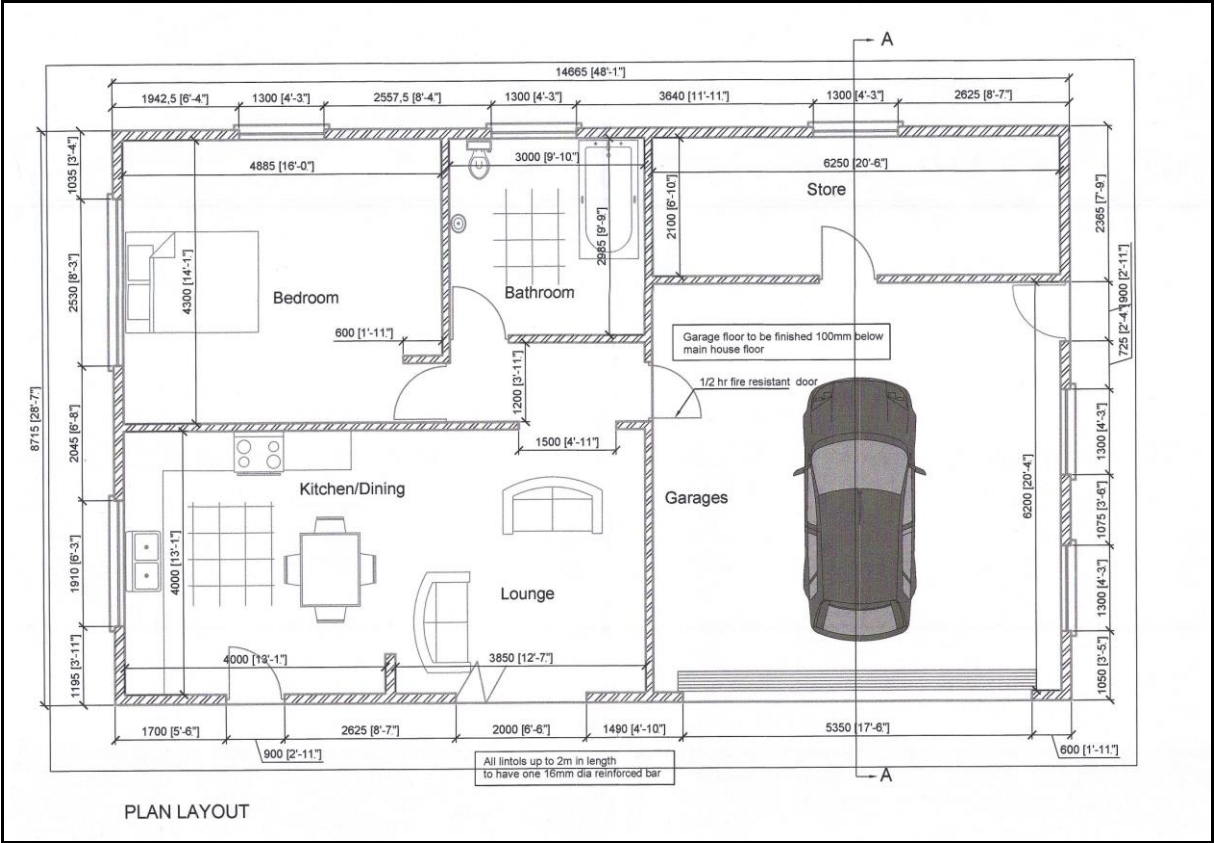 A
14665 [48'-1."]
1942,5 [6'-4."]
1300 [4'-3."]
2557,5 [8'-4."]
1300 [4'-3."]
3640 [11'-11."]
1300 [4'-3."]
2625 [8'-7."]
8715 [28'-7."]
1035 [3'-4."]
2530 [8'-3."]
2045 [6'-8"]
1910 [6'-3."]
1195 [3'-11"]
4885 [16'-0."]
4300 [14'-1."]
Bedroom
600 [1'-11."]
3000 [9'-10."]
2985 [9'-9."]
Bathroom
6250 [20'-6."]
Store
2100 [6'-10"]
2365 [7'-9."]
900 [2'-11."]
725 [2'-4."]
1300 [4'-3."]
1075 [3'-6"]
1300 [4'-3."]
1050 [3'-5."]
Garage floor to be finished 100mm below
main house floor
1/2 hr fire resistant door
1200 [3'-11."]
1500 [4'-11"]
Kitchen/Dining
4000 [13'-1."]
Lounge
Garages
6200 [20'-4."]
4000 [13'-1."]
3850 [12'-7."]
1700 [5'-6"]
900 [2'-11."]
2625 [8'-7."]
2000 [6'-6.]
1490 [4'-10"]
5350 [17'-6"]
600 [1'-11."]
All lintols up to 2m in length
to have one 16mm dia reinforced bar
A
PLAN LAYOUT